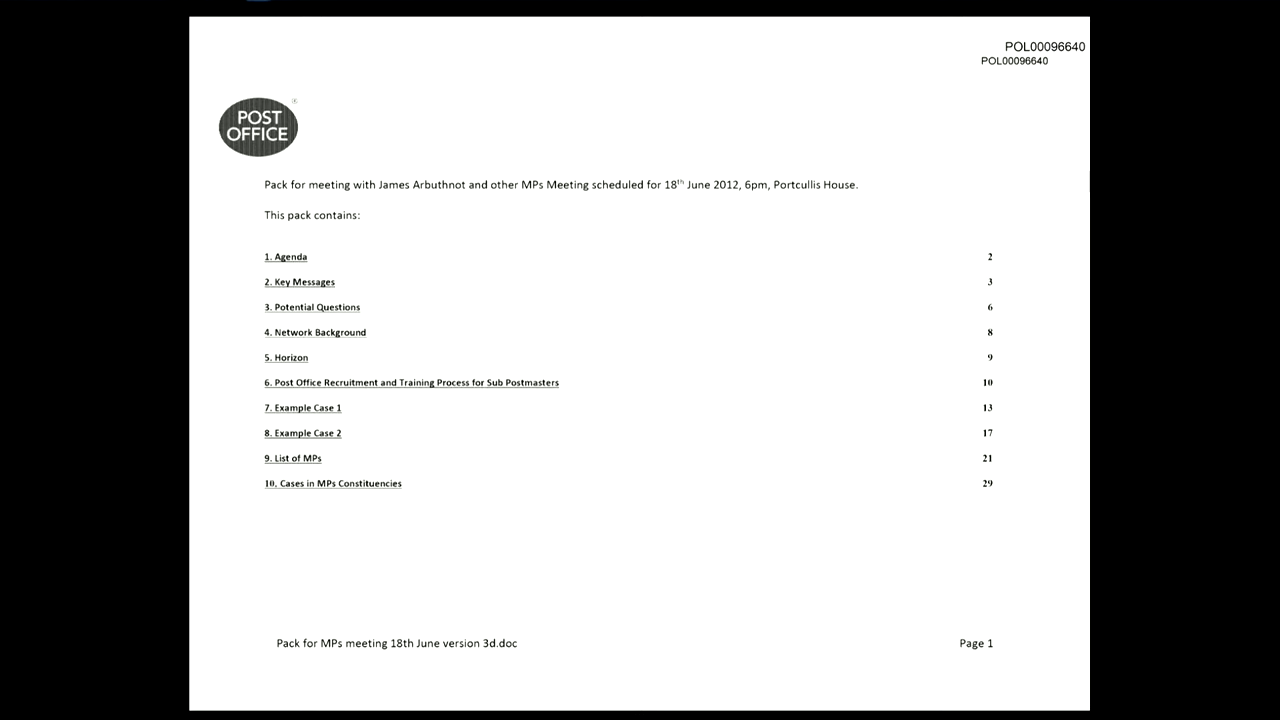 POL00096640
POL00096640
POST
OFFICE
Pack for meeting with James Arbuthnot and other MPs Meeting scheduled for 18th June 2012, 6pm, Portcullis House.
This pack contains:
1. Agenda 2
2. Key Messages 3
3. Potential Questions 6
4. Network Background 8
5. Horizon 9
6. Post Office Recruitment and Training Process for Sub Postmasters 10
7. Example Case 1 13
8. Example Case 2 17
9. List of MPs 21
10. Cases in MPs Constituencies 29
Pack for MPs meeting 18th June version 3d.doc Page 1